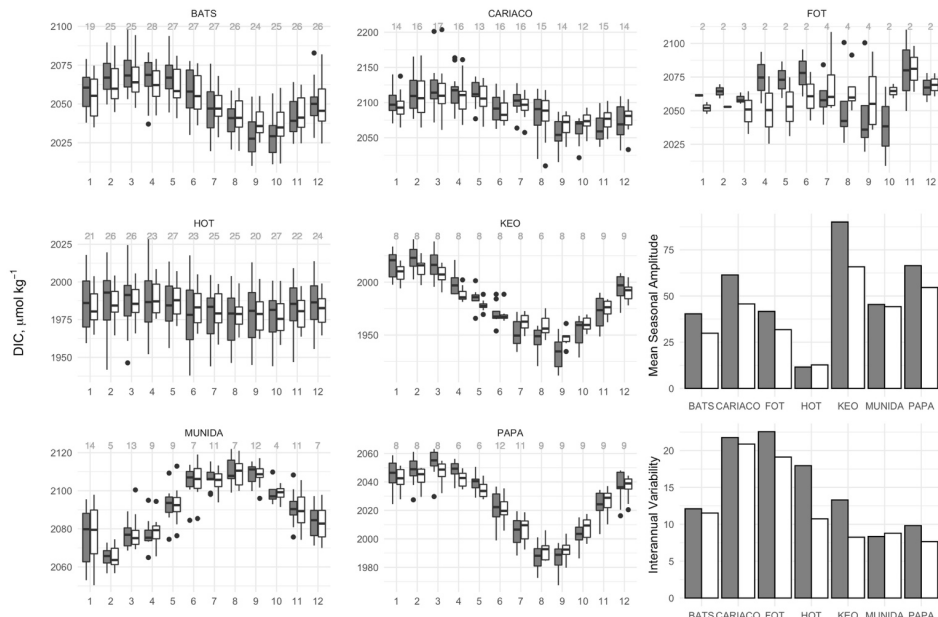 BATS
19 25 25 28 27 27 27 26 24 25 26 26
2100
2075
2050
2025
1 2 3 4 5 6 7 8 9 10 11 12
CARIACO
14 16 17 16 13 16 16 15 14 12 15 14
2200
2150
2100
2050
1 2 3 4 5 6 7 8 9 10 11 12
FOT
2 2 2 2 2 2 2 2 2 2 2 2
2100
2075
2050
2025
1 2 3 4 5 6 7 8 9 10 11 12
DIC, μmol kg⁻¹
HOT
21 26 26 23 27 23 25 25 20 27 22 24
2025
2000
1975
1950
1 2 3 4 5 6 7 8 9 10 11 12
KEO
8 8 8 8 8 8 8 6 8 8 9 9
2000
1950
1 2 3 4 5 6 7 8 9 10 11 12
Mean Seasonal Amplitude
75
50
25
0
BATS CARIACO FOT HOT KEO MUNIDA PAPA
MUNIDA
14 5 13 9 9 7 11 7 12 10 11 7
2120
2100
2080
2060
1 2 3 4 5 6 7 8 9 10 11 12
PAPA
8 8 8 6 6 12 11 9 9 9 9 9
2060
2040
2020
2000
1980
1 2 3 4 5 6 7 8 9 10 11 12
Interannual Variability
20
15
10
5
0
BATS CARIACO FOT HOT KEO MUNIDA PAPA